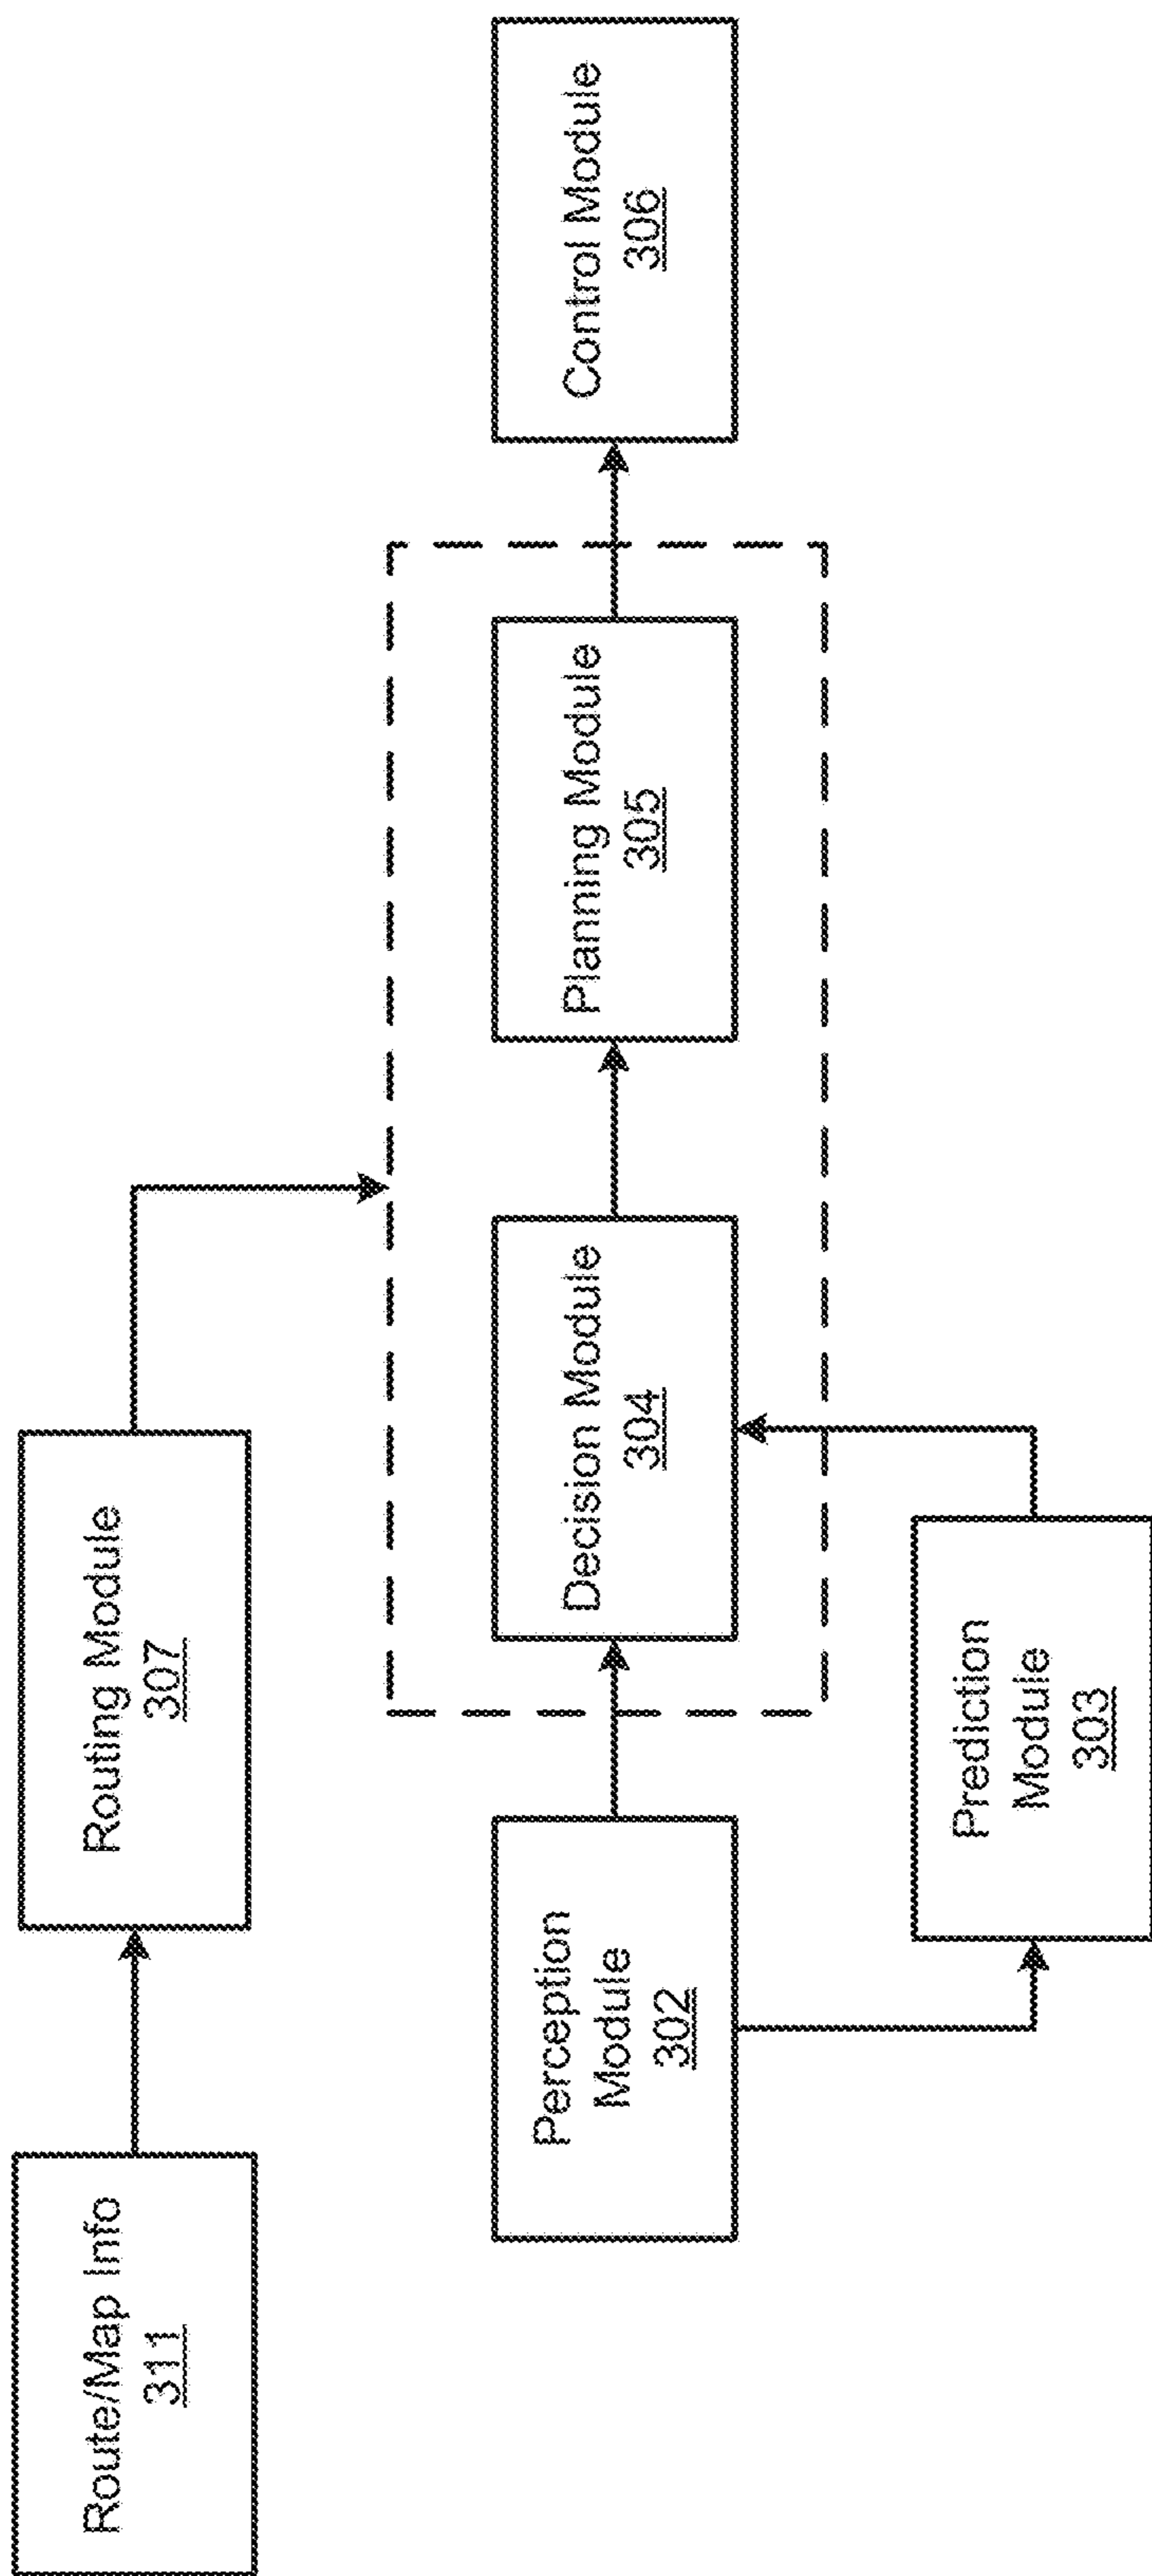 Route/Map Info
311
Routing Module
307
Perception
Module
302
Decision Module
304
Planning Module
305
Control Module
306
Prediction
Module
303